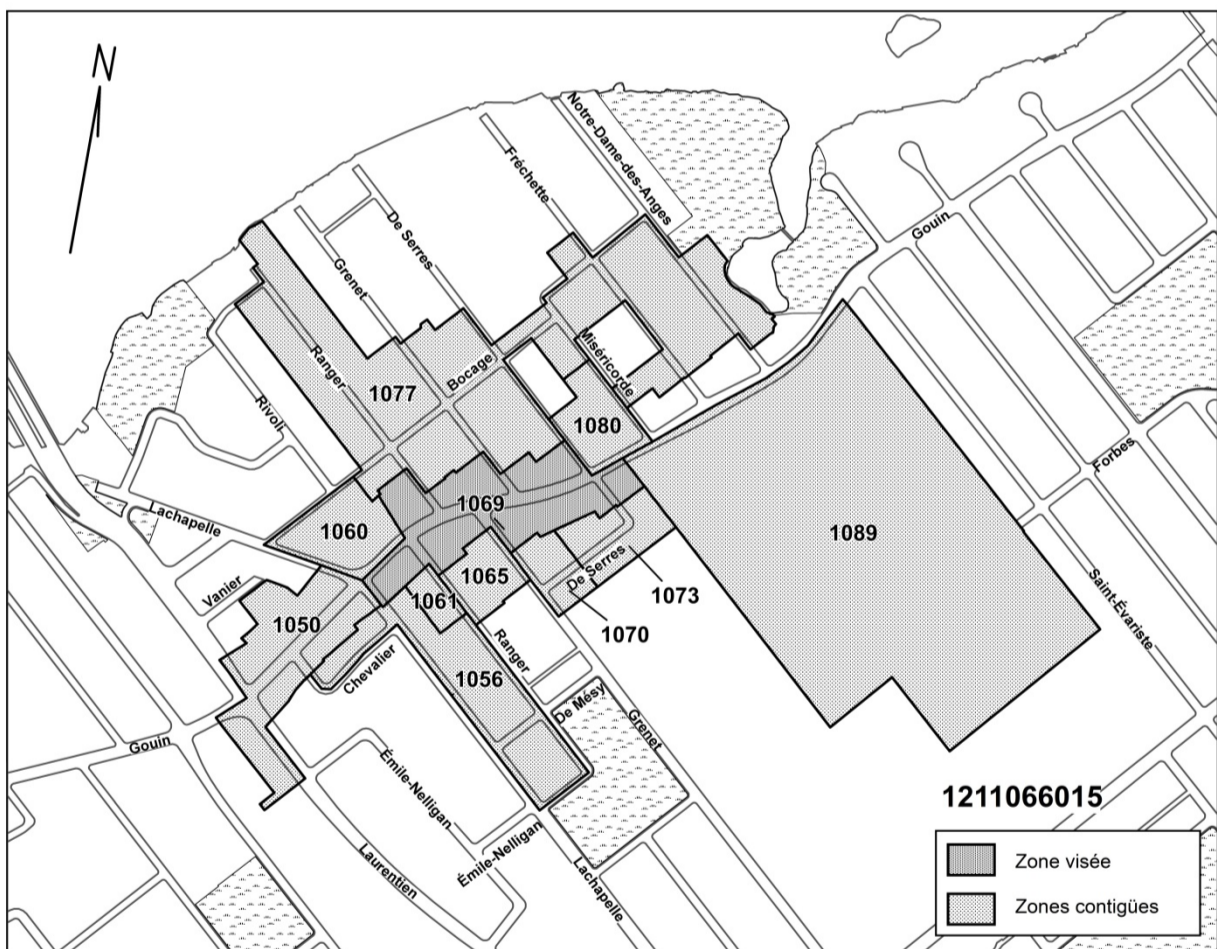 N
Notre-Dame-des-Anges
Fréchette
De Serres
Gouin
Grenet
Miséricorde
Bocage
Ranger
1077
Rivoli
1080
Forbes
1069
Lachapelle
1060
1089
De Serres
1065
Vanier
1061
1073
Saint-Évariste
1050
1070
Ranger
Chevalier
1056
De Mésy
Grenet
Gouin
Émile-Nelligan
1211066015
Émile-Nelligan
Laurentien
Lachapelle
Zone visée
Zones contigües